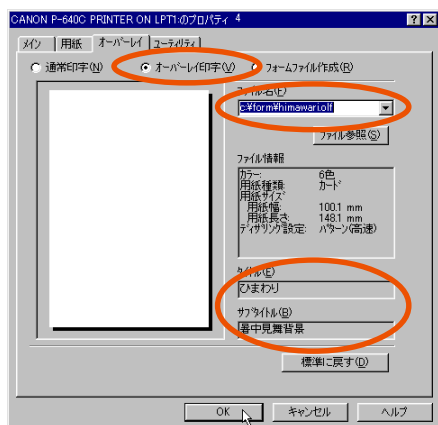 CANON P-640C PRINTER ON LPT1:のプロパティ 4
メイン 用紙 オーバーレイ ユーティリティ
通常印字(N) オーバーレイ印字(V) フォームファイル作成(R)
ファイル名(F)
c:¥form¥himawari.olf
ファイル参照(S)
ファイル情報
カラー: 6色
用紙種類: カード
用紙サイズ
用紙幅: 100.1 mm
用紙長さ: 148.1 mm
ディザリング設定: パターン(高速)
タイトル(E)
ひまわり
サブタイトル(B)
暑中見舞背景
標準に戻す(D)
OK キャンセル ヘルプ